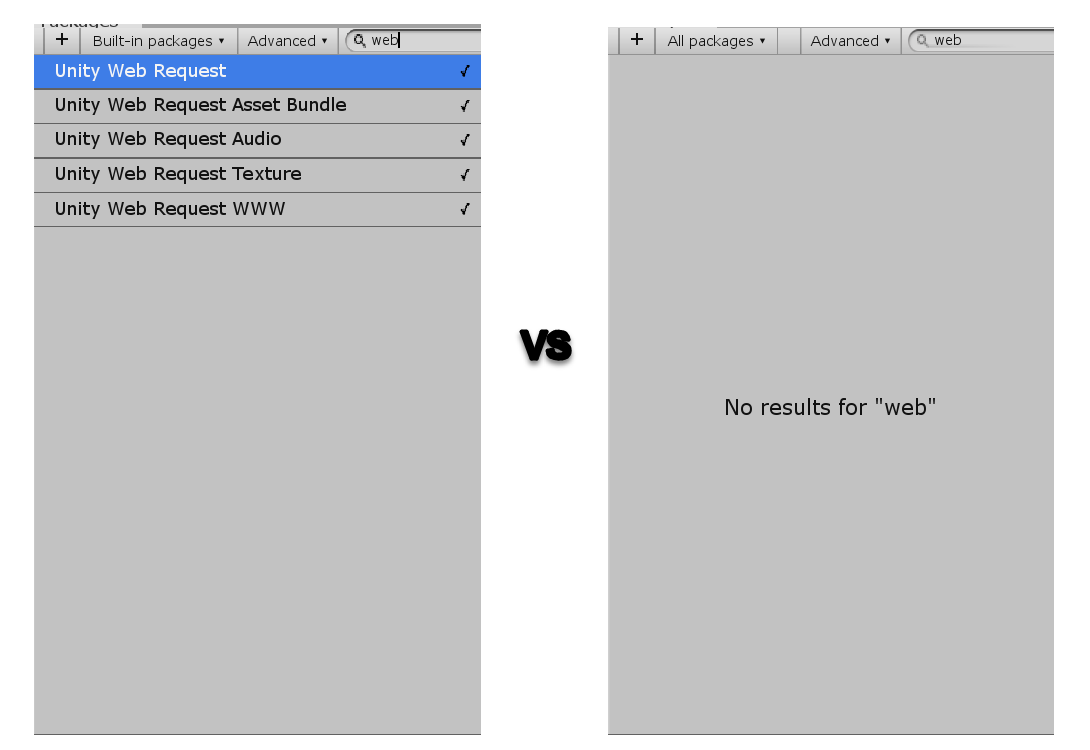 Packages
+ Built-in packages ▾ Advanced ▾ web
Unity Web Request ✓
Unity Web Request Asset Bundle ✓
Unity Web Request Audio ✓
Unity Web Request Texture ✓
Unity Web Request WWW ✓
VS
+ All packages ▾ Advanced ▾ web
No results for "web"